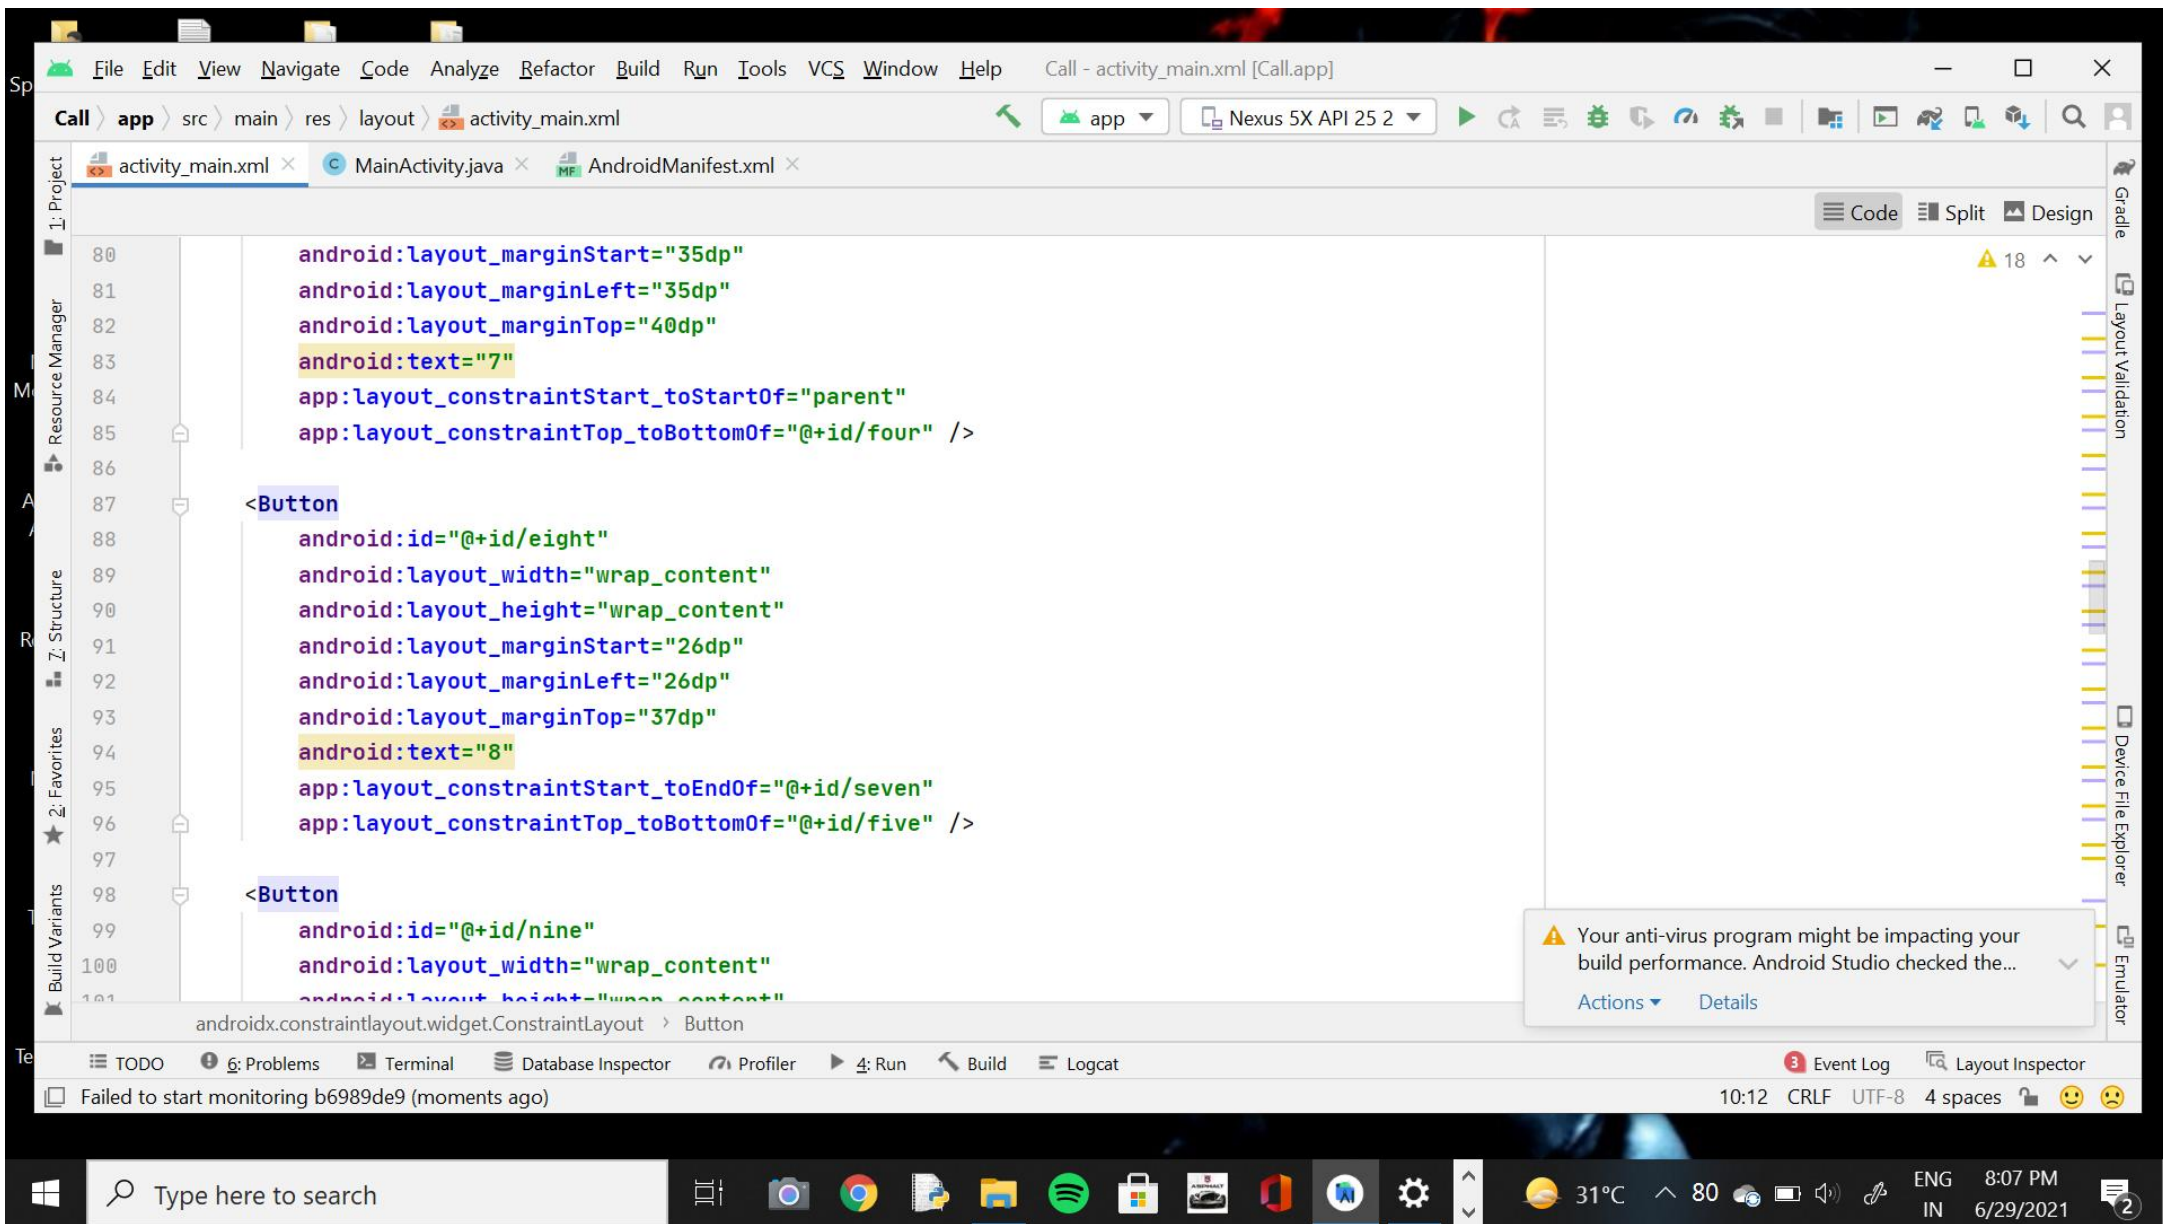 Sp
File Edit View Navigate Code Analyze Refactor Build Run Tools VCS Window Help Call - activity_main.xml [Call.app]
Call app src main res layout activity_main.xml app Nexus 5X API 25 2
activity_main.xml MainActivity.java AndroidManifest.xml
Code Split Design
1: Project
Resource Manager
7: Structure
2: Favorites
Build Variants
80 android:layout_marginStart="35dp"
18
81 android:layout_marginLeft="35dp"
82 android:layout_marginTop="40dp"
83 android:text="7"
84 app:layout_constraintStart_toStartOf="parent"
85 app:layout_constraintTop_toBottomOf="@+id/four" />
86
87 <Button
88 android:id="@+id/eight"
89 android:layout_width="wrap_content"
90 android:layout_height="wrap_content"
91 android:layout_marginStart="26dp"
92 android:layout_marginLeft="26dp"
93 android:layout_marginTop="37dp"
94 android:text="8"
95 app:layout_constraintStart_toEndOf="@+id/seven"
96 app:layout_constraintTop_toBottomOf="@+id/five" />
97
98 <Button
99 android:id="@+id/nine"
100 android:layout_width="wrap_content"
101 android:layout_height="wrap_content"
Gradle
Layout Validation
Device File Explorer
Emulator
Your anti-virus program might be impacting your
build performance. Android Studio checked the...
Actions Details
androidx.constraintlayout.widget.ConstraintLayout > Button
TODO 6: Problems Terminal Database Inspector Profiler 4: Run Build Logcat 3 Event Log Layout Inspector
Failed to start monitoring b6989de9 (moments ago) 10:12 CRLF UTF-8 4 spaces
Type here to search
31°C 80 ENG 8:07 PM
IN 6/29/2021 2